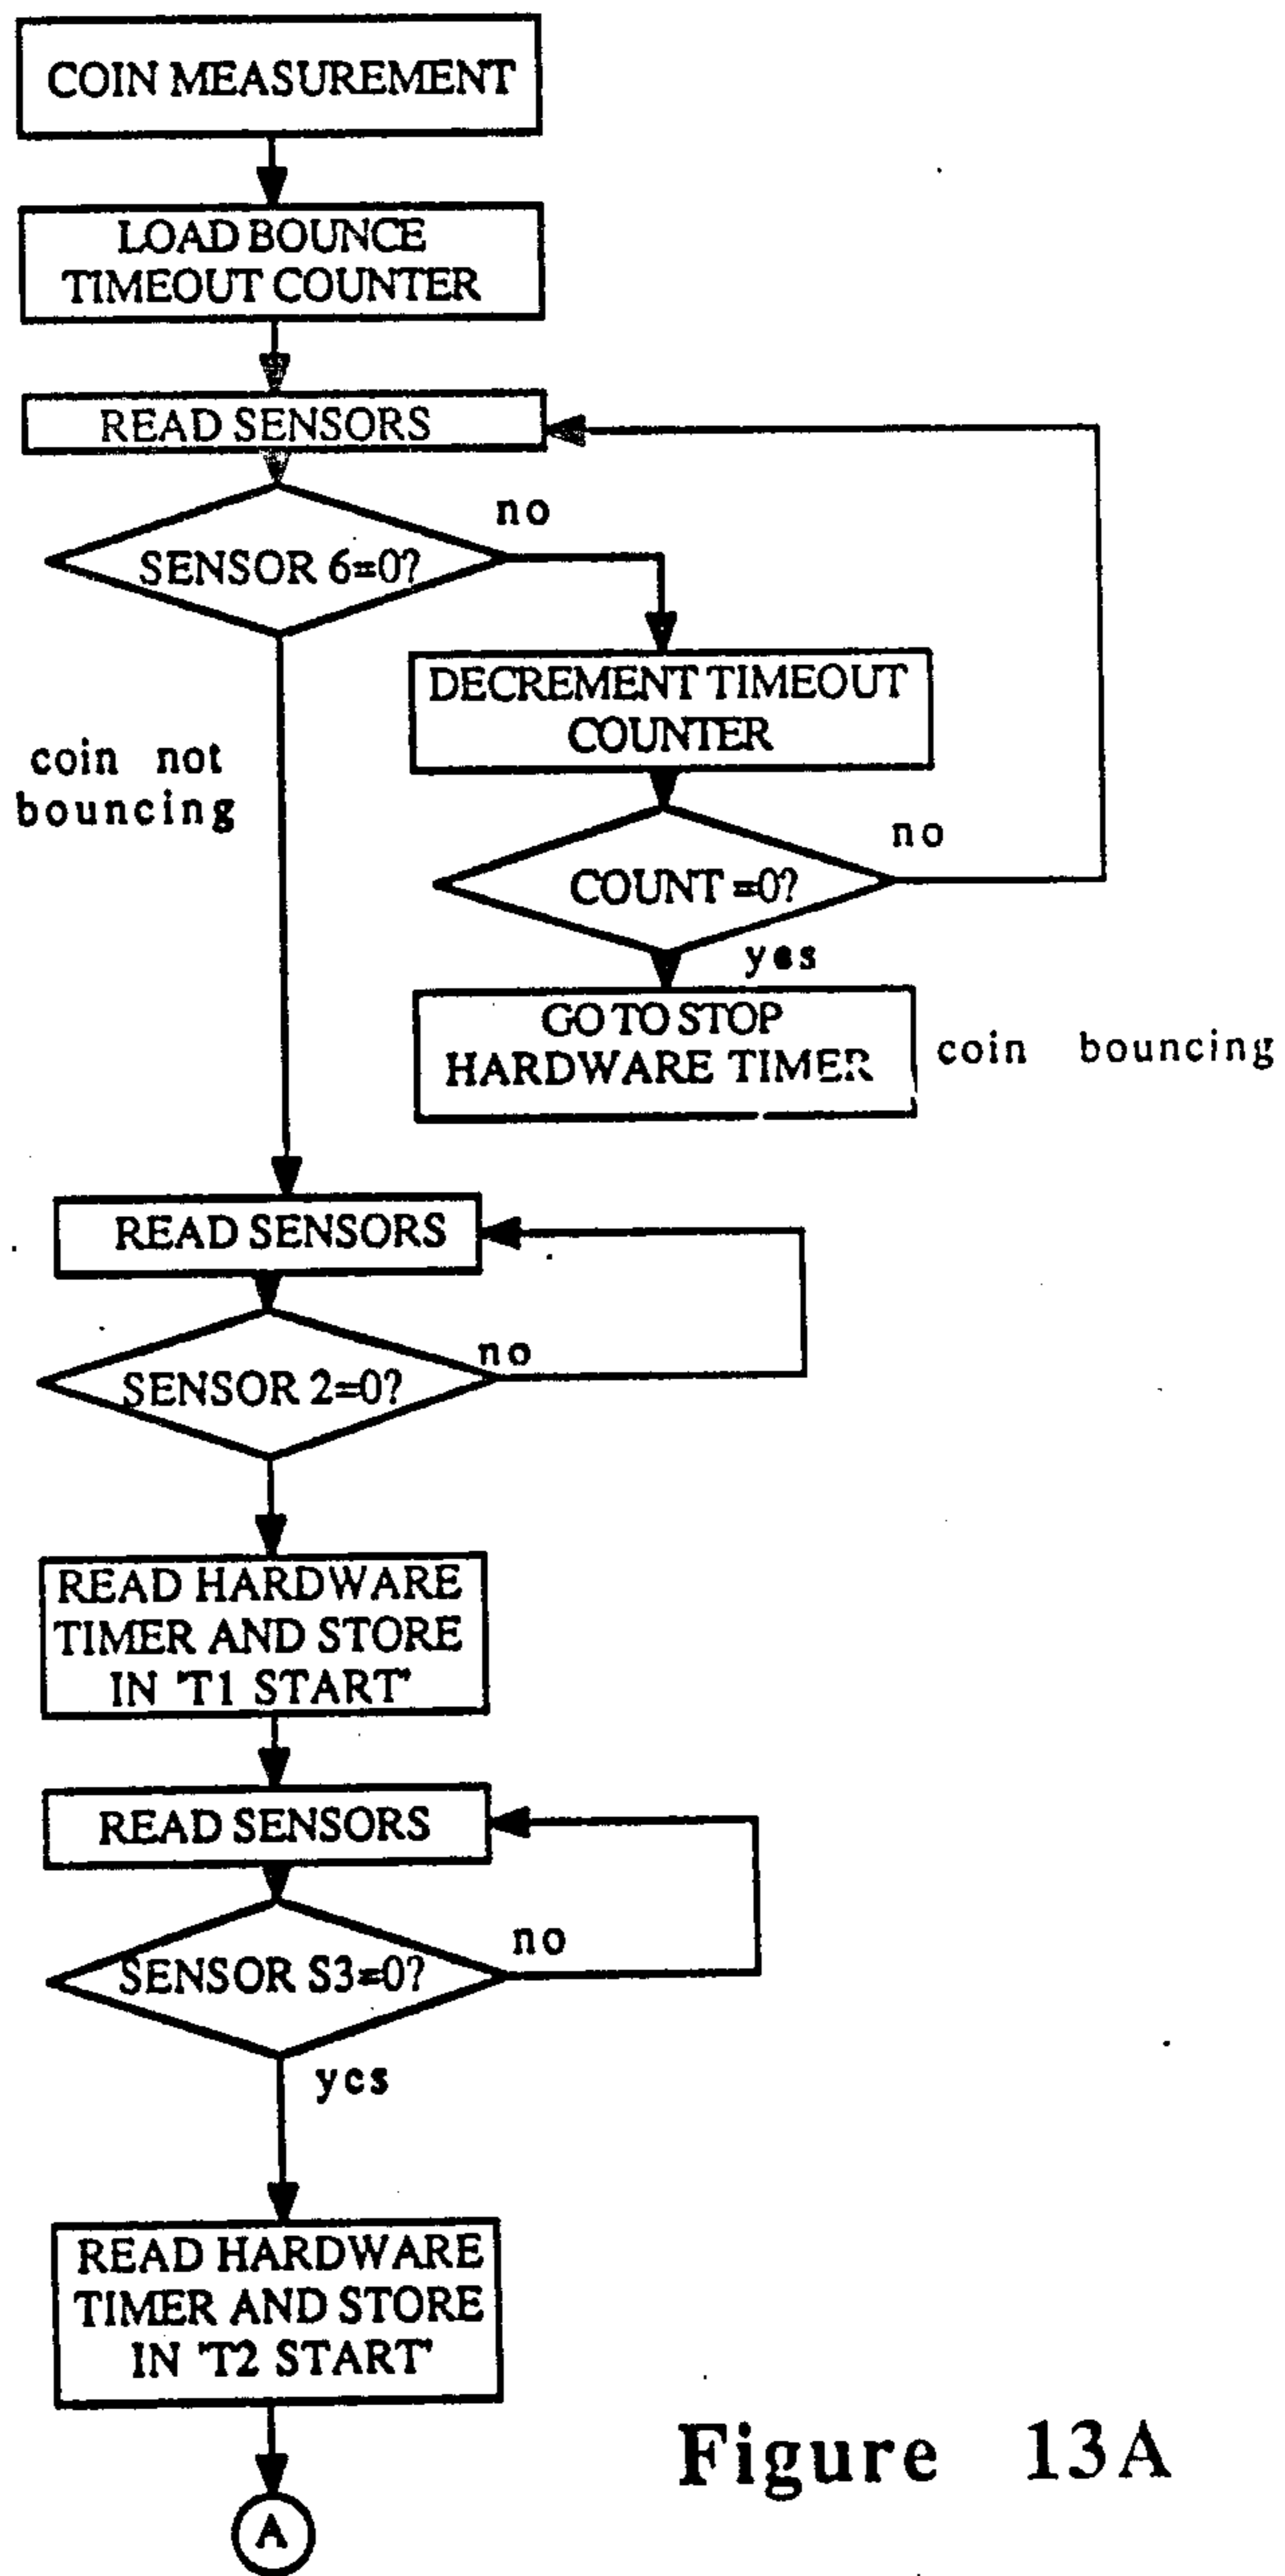 COIN MEASUREMENT
LOAD BOUNCE
TIMEOUT COUNTER
READ SENSORS
no
SENSOR 6=0?
DECREMENT TIMEOUT
COUNTER
coin not
bouncing
no
COUNT =0?
yes
GO TO STOP
HARDWARE TIMER
coin bouncing
READ SENSORS
no
SENSOR 2=0?
READ HARDWARE
TIMER AND STORE
IN 'T1 START'
READ SENSORS
no
SENSOR S3=0?
yes
READ HARDWARE
TIMER AND STORE
IN 'T2 START'
Figure 13A
A